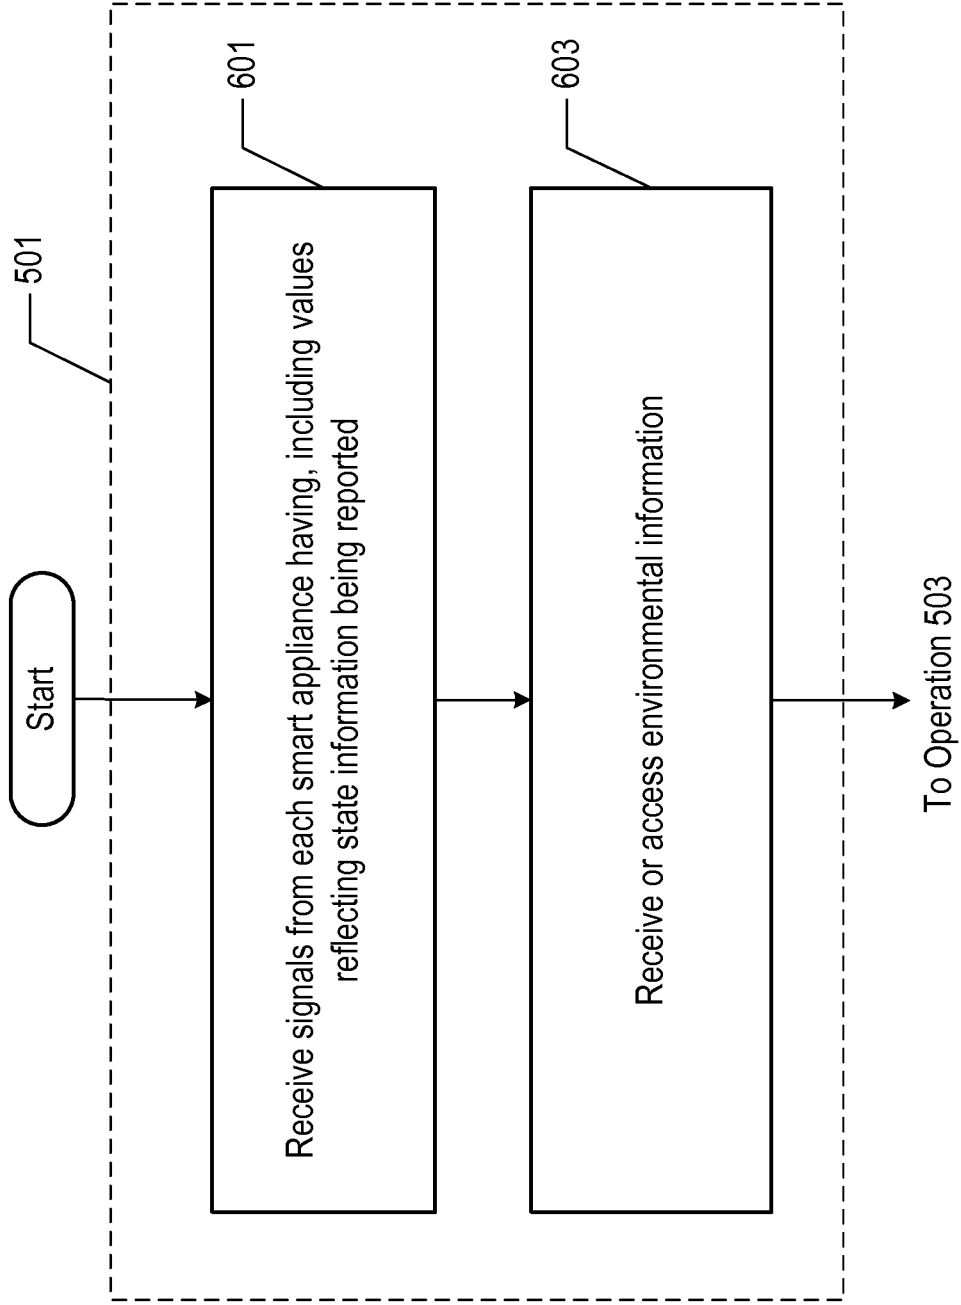 Start
501
601
Receive signals from each smart appliance having, including values
reflecting state information being reported
603
Receive or access environmental information
To Operation 503